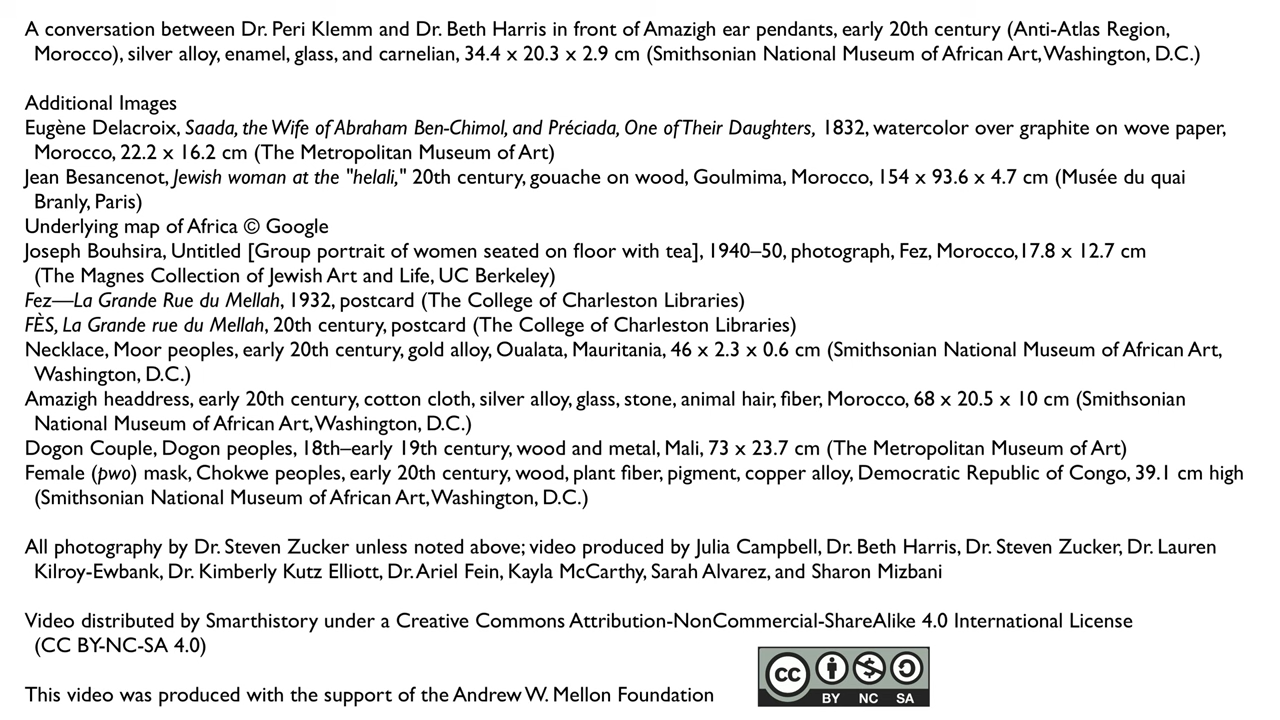 A conversation between Dr. Peri Klemm and Dr. Beth Harris in front of Amazigh ear pendants, early 20th century (Anti-Atlas Region,
Morocco), silver alloy, enamel, glass, and carnelian, 34.4 x 20.3 x 2.9 cm (Smithsonian National Museum of African Art, Washington, D.C.)
Additional Images
Eugène Delacroix, Saada, the Wife of Abraham Ben-Chimol, and Préciada, One of Their Daughters, 1832, watercolor over graphite on wove paper,
Morocco, 22.2 x 16.2 cm (The Metropolitan Museum of Art)
Jean Besancenot, Jewish woman at the "helali," 20th century, gouache on wood, Goulmima, Morocco, 154 x 93.6 x 4.7 cm (Musée du quai
Branly, Paris)
Underlying map of Africa © Google
Joseph Bouhsira, Untitled [Group portrait of women seated on floor with tea], 1940–50, photograph, Fez, Morocco,17.8 x 12.7 cm
(The Magnes Collection of Jewish Art and Life, UC Berkeley)
Fez—La Grande Rue du Mellah, 1932, postcard (The College of Charleston Libraries)
FÈS, La Grande rue du Mellah, 20th century, postcard (The College of Charleston Libraries)
Necklace, Moor peoples, early 20th century, gold alloy, Oualata, Mauritania, 46 x 2.3 x 0.6 cm (Smithsonian National Museum of African Art,
Washington, D.C.)
Amazigh headdress, early 20th century, cotton cloth, silver alloy, glass, stone, animal hair, fiber, Morocco, 68 x 20.5 x 10 cm (Smithsonian
National Museum of African Art, Washington, D.C.)
Dogon Couple, Dogon peoples, 18th–early 19th century, wood and metal, Mali, 73 x 23.7 cm (The Metropolitan Museum of Art)
Female (pwo) mask, Chokwe peoples, early 20th century, wood, plant fiber, pigment, copper alloy, Democratic Republic of Congo, 39.1 cm high
(Smithsonian National Museum of African Art, Washington, D.C.)
All photography by Dr. Steven Zucker unless noted above; video produced by Julia Campbell, Dr. Beth Harris, Dr. Steven Zucker, Dr. Lauren
Kilroy-Ewbank, Dr. Kimberly Kutz Elliott, Dr. Ariel Fein, Kayla McCarthy, Sarah Alvarez, and Sharon Mizbani
Video distributed by Smarthistory under a Creative Commons Attribution-NonCommercial-ShareAlike 4.0 International License
(CC BY-NC-SA 4.0)
This video was produced with the support of the Andrew W. Mellon Foundation
cc
BY NC SA